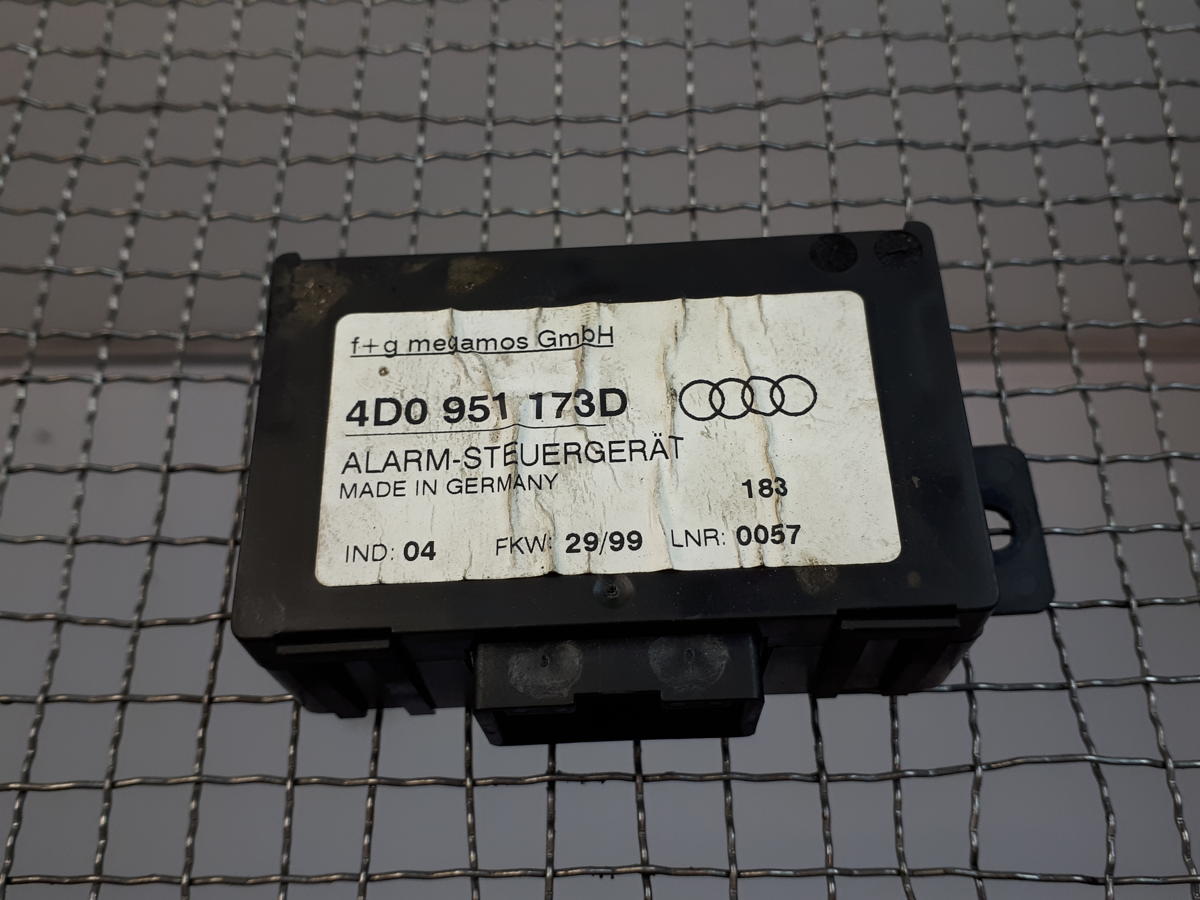 f+g megamos GmbH
4D0 951 173D
ALARM-STEUERGERÄT
MADE IN GERMANY
183
IND: 04 FKW: 29/99 LNR: 0057